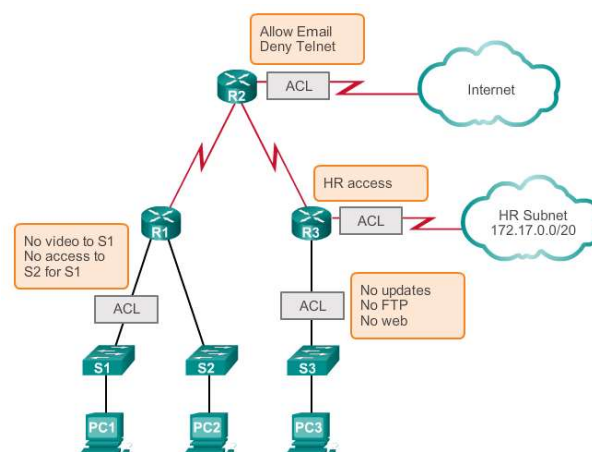 Allow Email
Deny Telnet
ACL
R2
Internet
HR access
R1
R3
ACL
HR Subnet
172.17.0.0/20
No video to S1
No access to
S2 for S1
ACL
ACL
No updates
No FTP
No web
S1
S2
S3
PC1
PC2
PC3